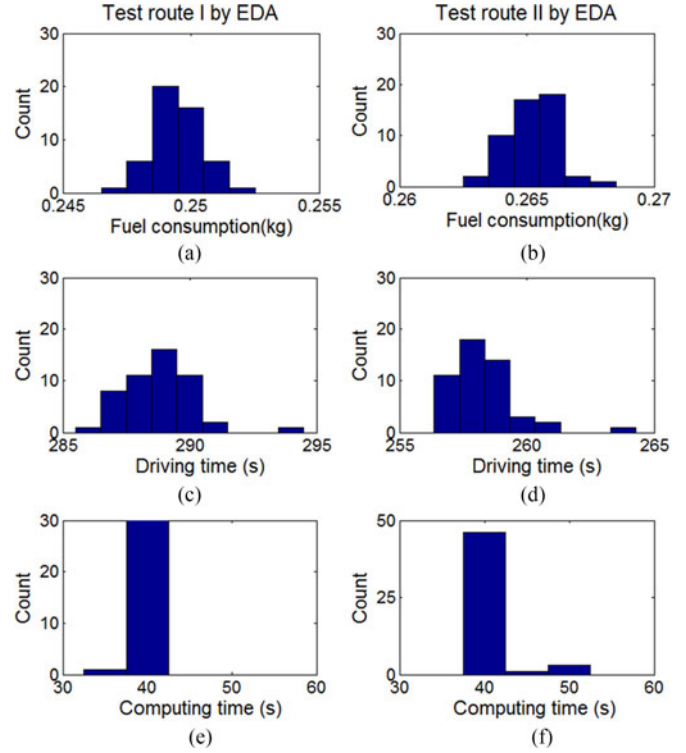 Test route I by EDA
30
20
10
0
Count
0.245
0.25
0.255
Fuel consumption(kg)
(a)
Test route II by EDA
30
20
10
0
Count
0.26
0.265
0.27
Fuel consumption(kg)
(b)
30
20
10
0
Count
285
290
295
Driving time (s)
(c)
30
20
10
0
Count
255
260
265
Driving time (s)
(d)
30
20
10
0
Count
30
40
50
60
Computing time (s)
(e)
50
25
0
Count
30
40
50
60
Computing time (s)
(f)